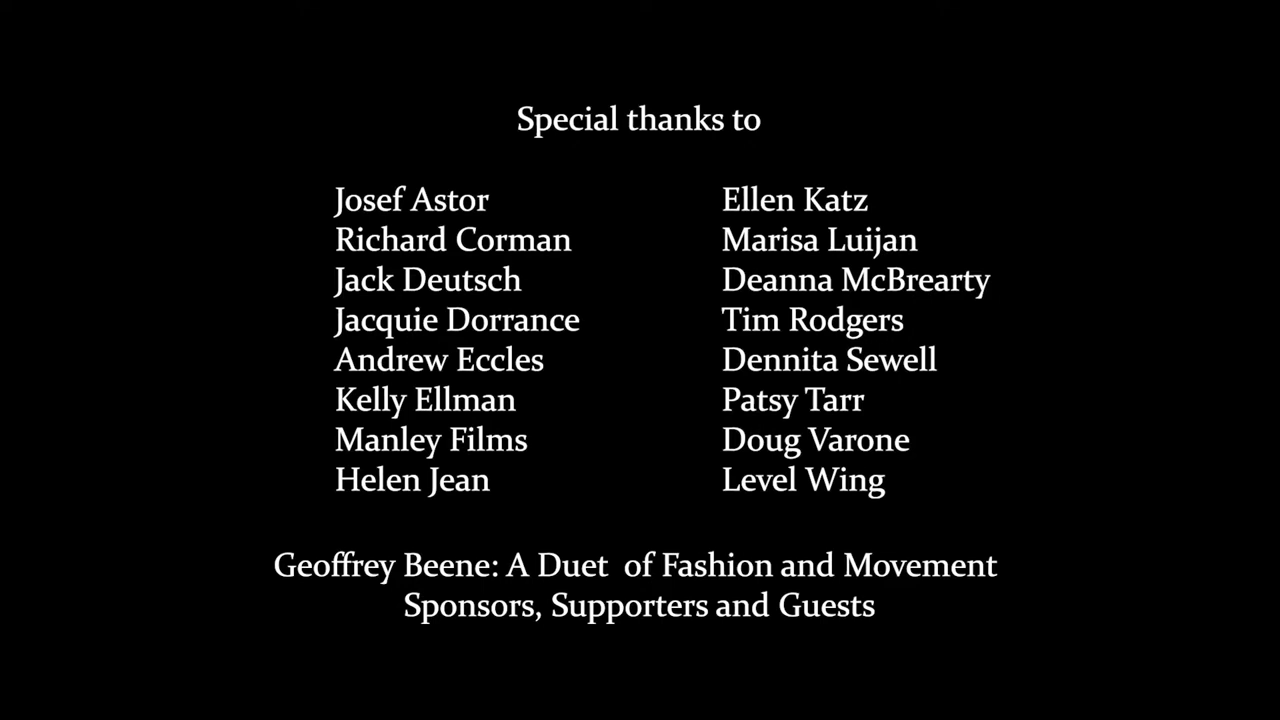 Special thanks to
Josef Astor
Richard Corman
Jack Deutsch
Jacquie Dorrance
Andrew Eccles
Kelly Ellman
Manley Films
Helen Jean
Ellen Katz
Marisa Luijan
Deanna McBrearty
Tim Rodgers
Dennita Sewell
Patsy Tarr
Doug Varone
Level Wing
Geoffrey Beene: A Duet of Fashion and Movement
Sponsors, Supporters and Guests